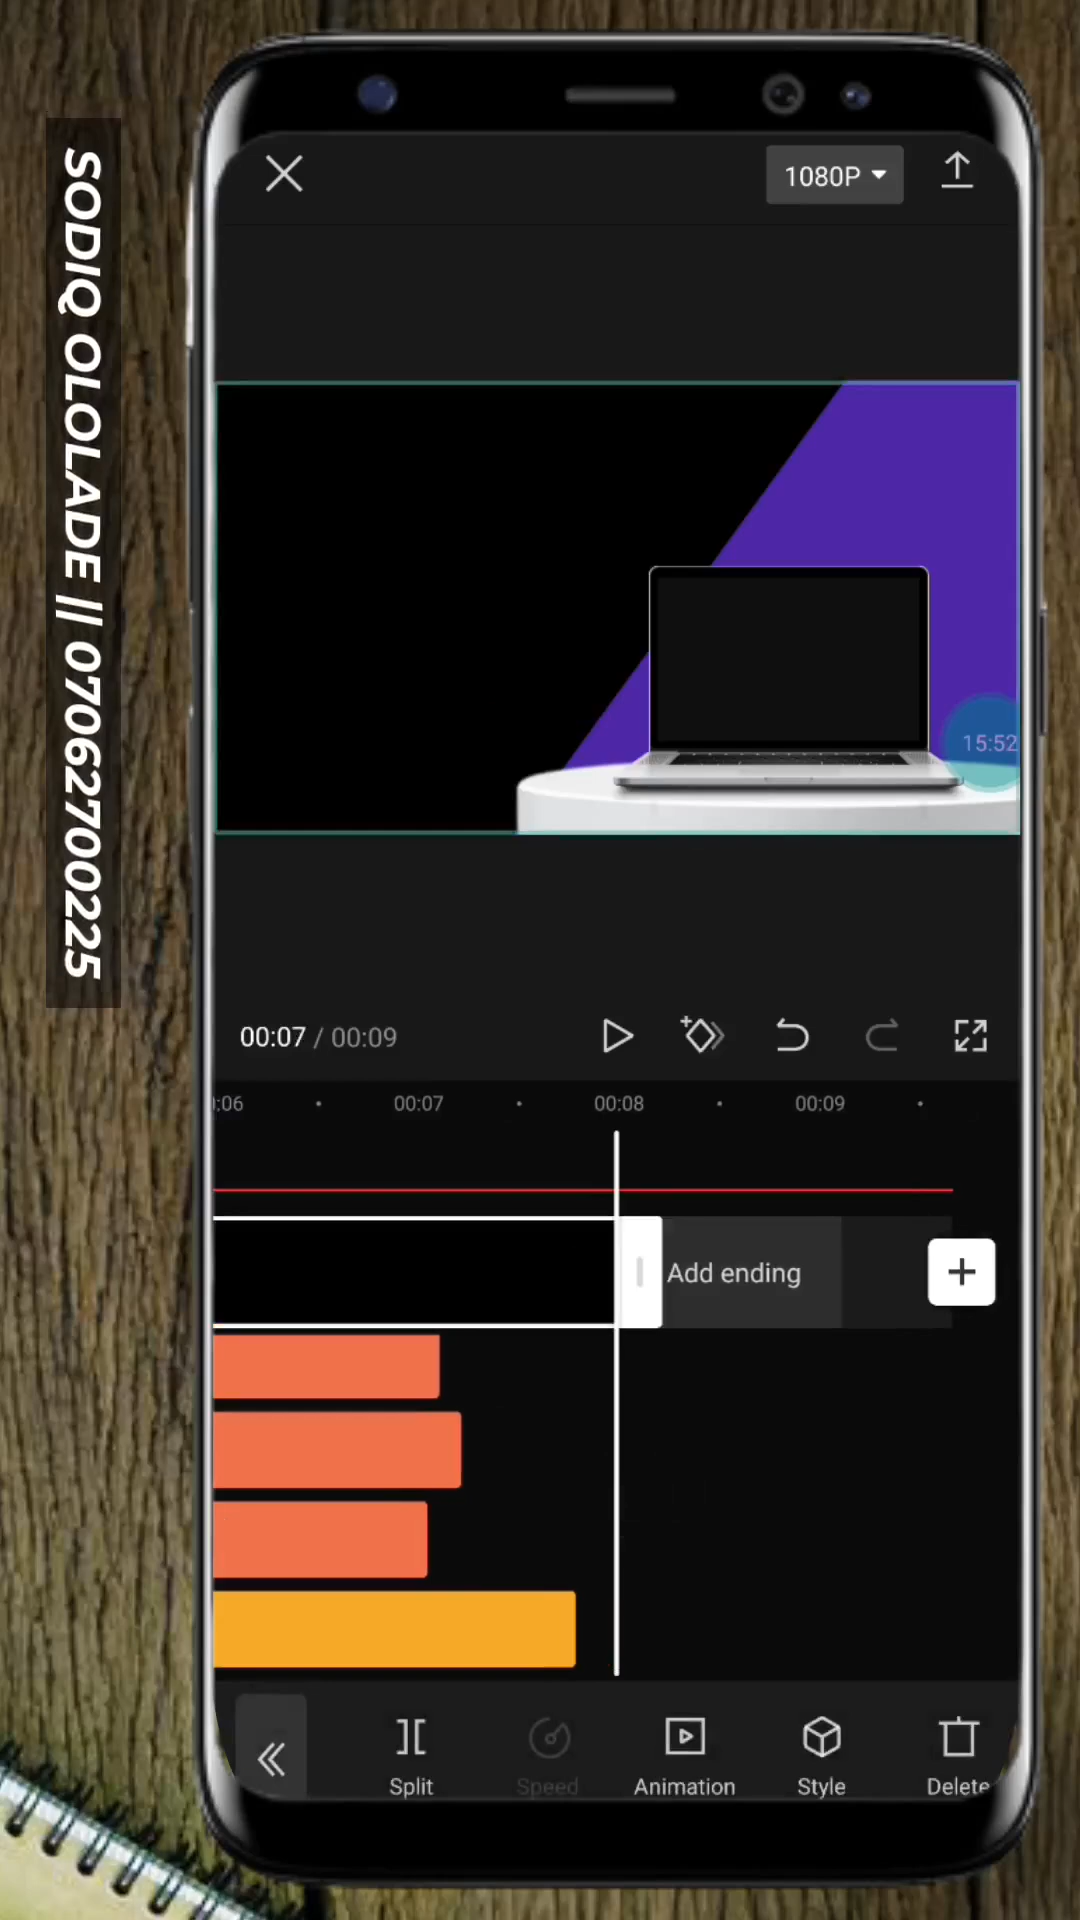 SODIQ OLOLADE || 07062700225
1080P
15:52
00:07 / 00:09
:06 00:07 00:08 00:09
Add ending
Split Speed Animation Style Delete